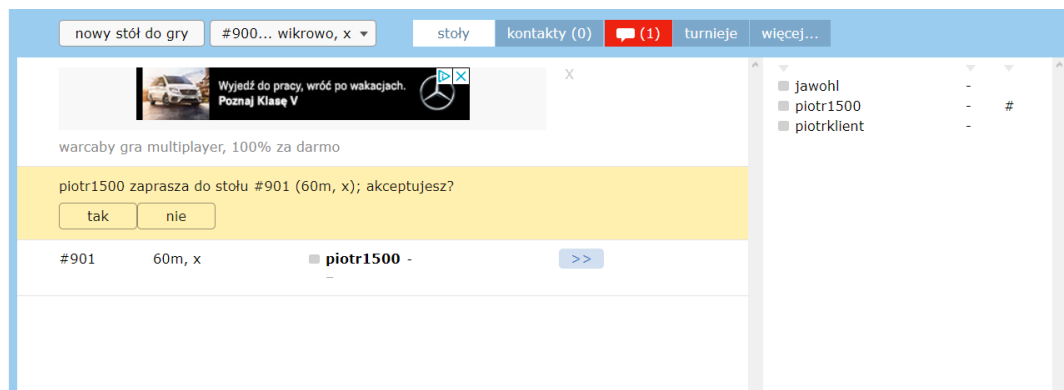 nowy stół do gry
#900... wikrowo, x
stoły
kontakty (0)
(1)
turnieje
więcej...
Wyjedź do pracy, wróć po wakacjach.
Poznaj Klasę V
X
warcaby gra multiplayer, 100% za darmo
piotr1500 zaprasza do stołu #901 (60m, x); akceptujesz?
tak
nie
#901 60m, x piotr1500 -
–
>>
jawohl -
piotr1500 - #
piotrklient -